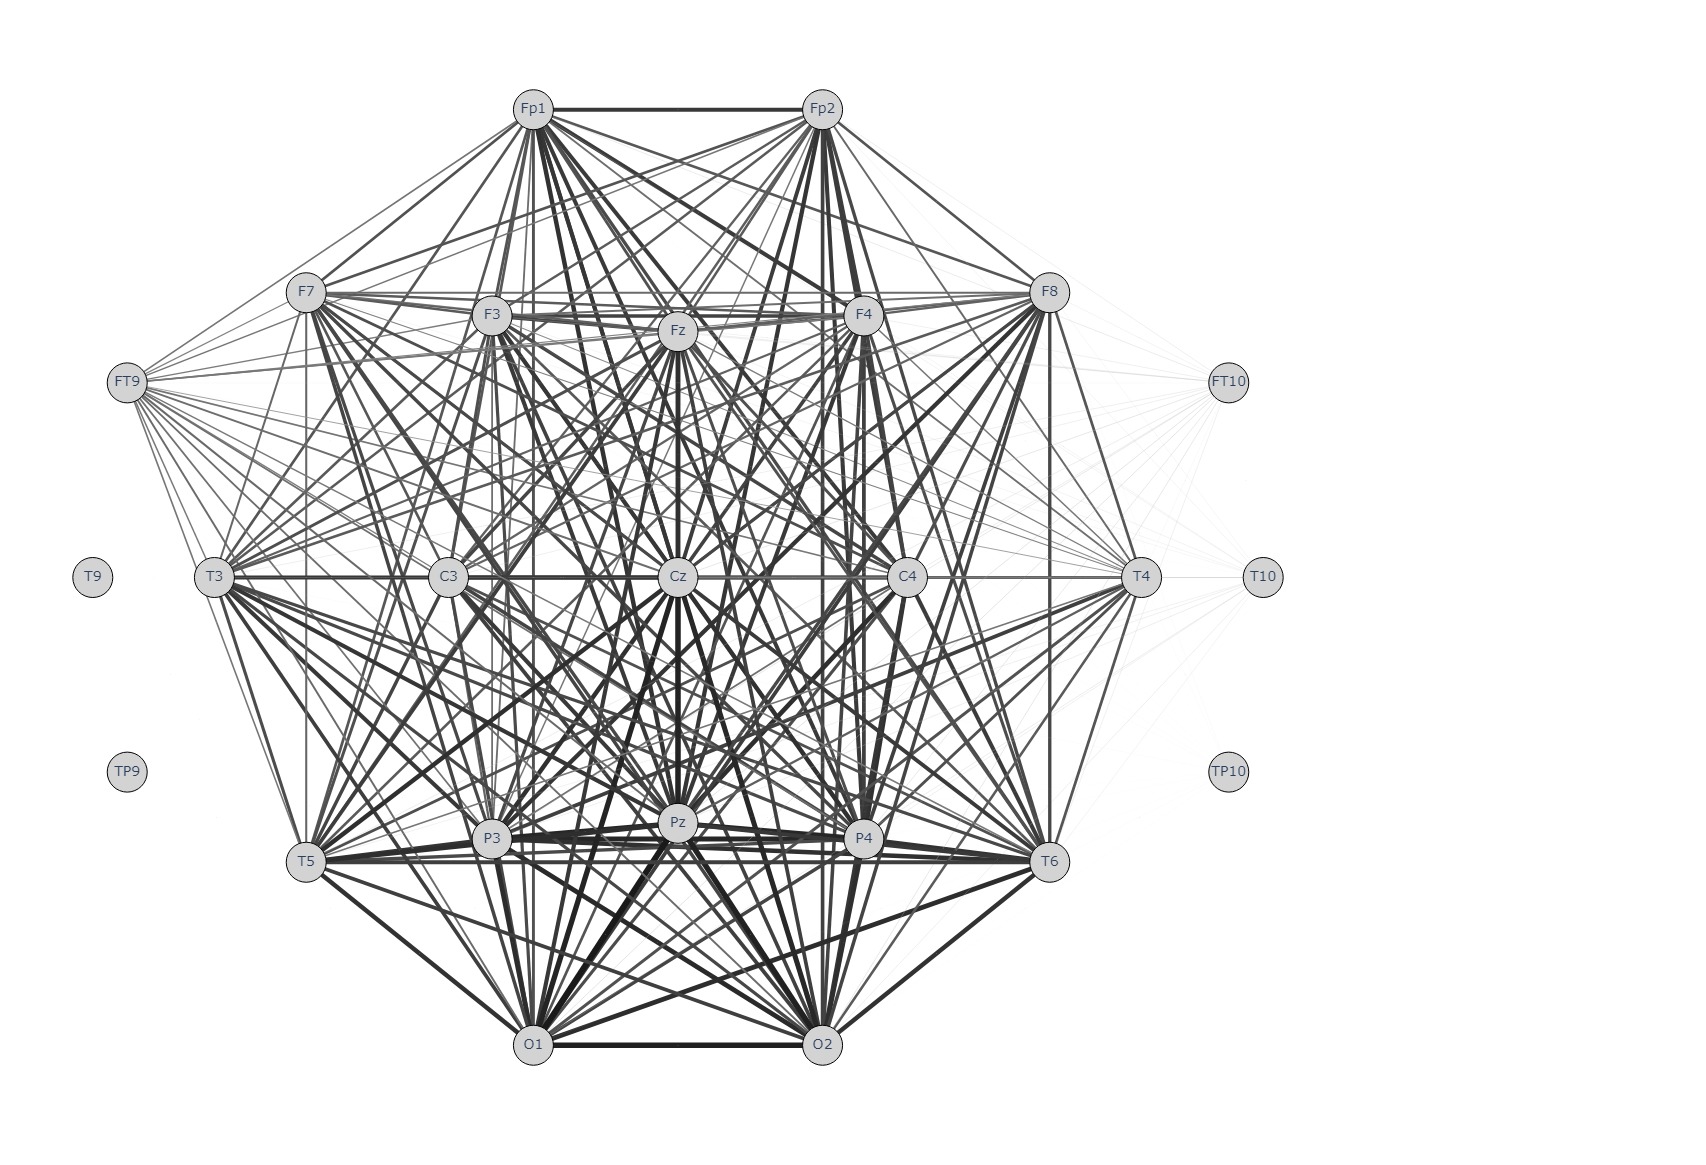 Fp1 Fp2
F7 F3 Fz F4 F8
FT9 FT10
T9 T3 C3 Cz C4 T4 T10
TP9 TP10
T5 P3 Pz P4 T6
O1 O2